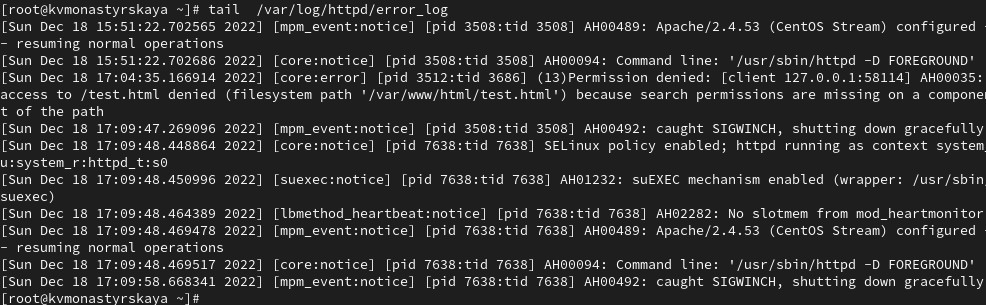 [root@kvmonastyrskaya ~]# tail  /var/log/httpd/error_log
[Sun Dec 18 15:51:22.702565 2022] [mpm_event:notice] [pid 3508:tid 3508] AH00489: Apache/2.4.53 (CentOS Stream) configured -
- resuming normal operations
[Sun Dec 18 15:51:22.702686 2022] [core:notice] [pid 3508:tid 3508] AH00094: Command line: '/usr/sbin/httpd -D FOREGROUND'
[Sun Dec 18 17:04:35.166914 2022] [core:error] [pid 3512:tid 3686] (13)Permission denied: [client 127.0.0.1:58114] AH00035:
access to /test.html denied (filesystem path '/var/www/html/test.html') because search permissions are missing on a componen
t of the path
[Sun Dec 18 17:09:47.269096 2022] [mpm_event:notice] [pid 3508:tid 3508] AH00492: caught SIGWINCH, shutting down gracefully
[Sun Dec 18 17:09:48.448864 2022] [core:notice] [pid 7638:tid 7638] SELinux policy enabled; httpd running as context system_
u:system_r:httpd_t:s0
[Sun Dec 18 17:09:48.450996 2022] [suexec:notice] [pid 7638:tid 7638] AH01232: suEXEC mechanism enabled (wrapper: /usr/sbin/
suexec)
[Sun Dec 18 17:09:48.464389 2022] [lbmethod_heartbeat:notice] [pid 7638:tid 7638] AH02282: No slotmem from mod_heartmonitor
[Sun Dec 18 17:09:48.469478 2022] [mpm_event:notice] [pid 7638:tid 7638] AH00489: Apache/2.4.53 (CentOS Stream) configured -
- resuming normal operations
[Sun Dec 18 17:09:48.469517 2022] [core:notice] [pid 7638:tid 7638] AH00094: Command line: '/usr/sbin/httpd -D FOREGROUND'
[Sun Dec 18 17:09:58.668341 2022] [mpm_event:notice] [pid 7638:tid 7638] AH00492: caught SIGWINCH, shutting down gracefully
[root@kvmonastyrskaya ~]#